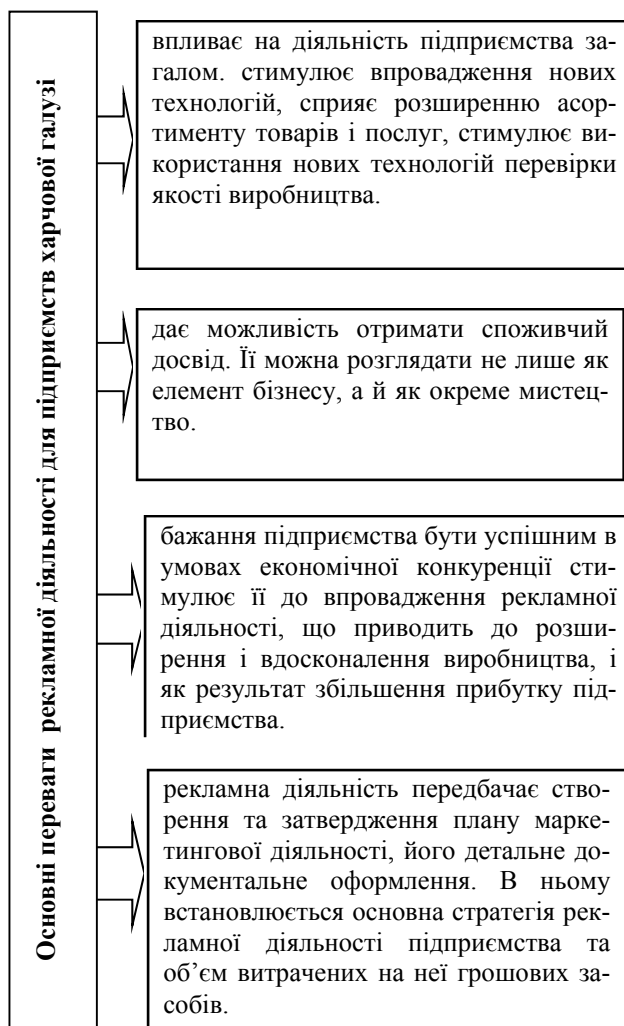 Основні переваги рекламної діяльності для підприємств харчової галузі
впливає на діяльність підприємства за-
галом. стимулює впровадження нових
технологій, сприяє розширенню асор-
тименту товарів і послуг, стимулює ви-
користання нових технологій перевірки
якості виробництва.
дає можливість отримати споживчий
досвід. Її можна розглядати не лише як
елемент бізнесу, а й як окреме мистец-
тво.
бажання підприємства бути успішним в
умовах економічної конкуренції сти-
мулює її до впровадження рекламної
діяльності, що приводить до розши-
рення і вдосконалення виробництва, і
як результат збільшення прибутку під-
приємства.
рекламна діяльність передбачає ство-
рення та затвердження плану марке-
тингової діяльності, його детальне до-
кументальне оформлення. В ньому
встановлюється основна стратегія рек-
ламної діяльності підприємства та
об’єм витрачених на неї грошових за-
собів.